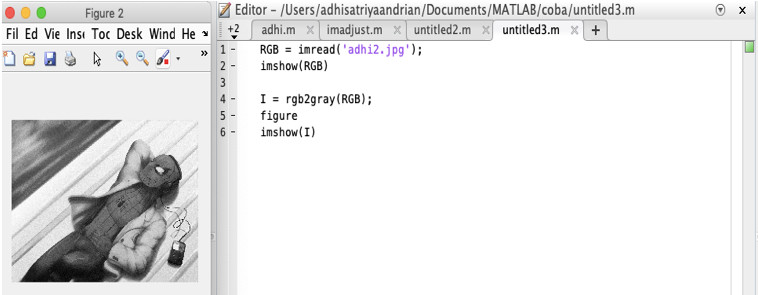 Figure 2
Fil Ed Vie Inse Toc Desk Wind He
Editor - /Users/adhisatriyaandrian/Documents/MATLAB/coba/untitled3.m
+2 adhi.m imadjust.m untitled2.m untitled3.m +
1 - RGB = imread('adhi2.jpg');
2 - imshow(RGB)
3
4 - I = rgb2gray(RGB);
5 - figure
6 - imshow(I)